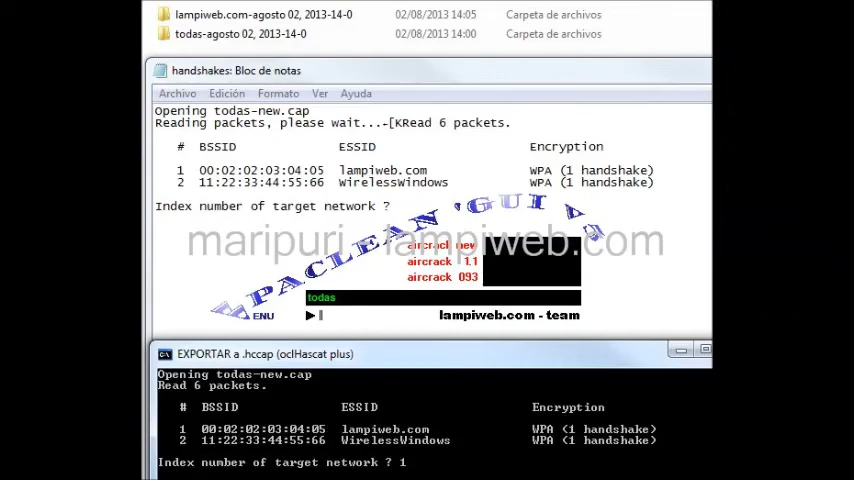 lampiweb.com-agosto 02, 2013-14-0 02/08/2013 14:05 Carpeta de archivos
todas-agosto 02, 2013-14-0 02/08/2013 14:00 Carpeta de archivos
handshakes: Bloc de notas
Archivo Edición Formato Ver Ayuda
Opening todas-new.cap
Reading packets, please wait...←[KRead 6 packets.
# BSSID ESSID Encryption
1 00:02:02:03:04:05 lampiweb.com WPA (1 handshake)
2 11:22:33:44:55:66 WirelessWindows WPA (1 handshake)
Index number of target network ?
WPACLEAN 'GUI
maripuri - lampiweb.com
aircrack new
aircrack 1.1
aircrack 093
todas
ENU
lampiweb.com - team
EXPORTAR a .hccap (oclHascat plus)
Opening todas-new.cap
Read 6 packets.
# BSSID ESSID Encryption
1 00:02:02:03:04:05 lampiweb.com WPA (1 handshake)
2 11:22:33:44:55:66 WirelessWindows WPA (1 handshake)
Index number of target network ? 1